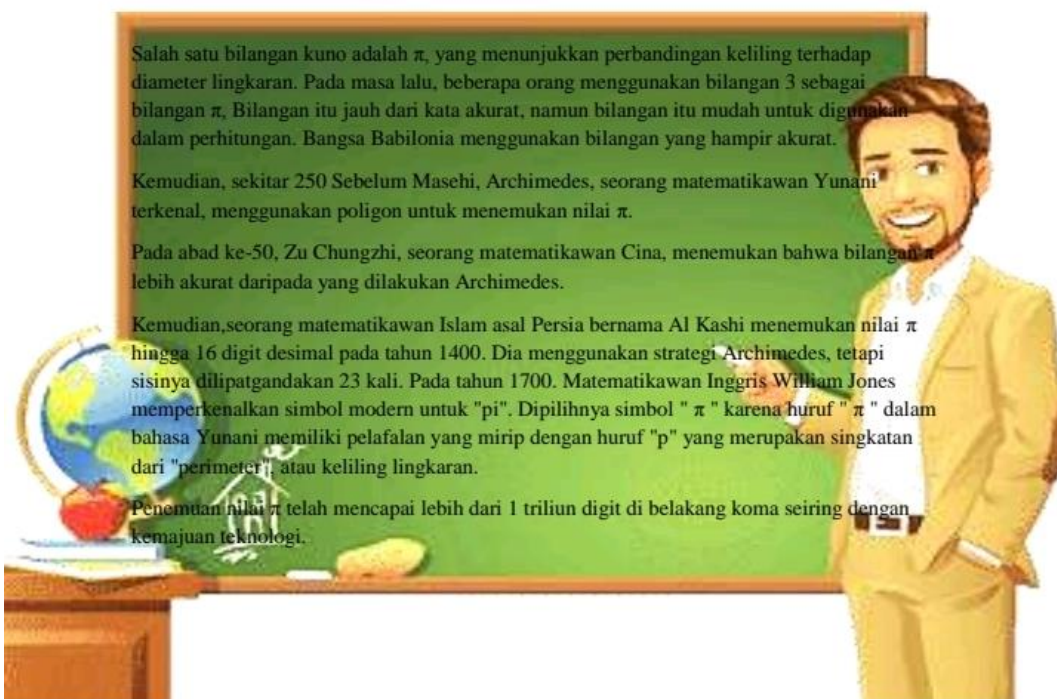 Salah satu bilangan kuno adalah π, yang menunjukkan perbandingan keliling terhadap
diameter lingkaran. Pada masa lalu, beberapa orang menggunakan bilangan 3 sebagai
bilangan π, Bilangan itu jauh dari kata akurat, namun bilangan itu mudah untuk digunakan
dalam perhitungan. Bangsa Babilonia menggunakan bilangan yang hampir akurat.
Kemudian, sekitar 250 Sebelum Masehi, Archimedes, seorang matematikawan Yunani
terkenal, menggunakan poligon untuk menemukan nilai π.
Pada abad ke-50, Zu Chungzhi, seorang matematikawan Cina, menemukan bahwa bilangan π
lebih akurat daripada yang dilakukan Archimedes.
Kemudian,seorang matematikawan Islam asal Persia bernama Al Kashi menemukan nilai π
hingga 16 digit desimal pada tahun 1400. Dia menggunakan strategi Archimedes, tetapi
sisinya dilipatgandakan 23 kali. Pada tahun 1700. Matematikawan Inggris William Jones
memperkenalkan simbol modern untuk "pi". Dipilihnya simbol " π " karena huruf " π " dalam
bahasa Yunani memiliki pelafalan yang mirip dengan huruf "p" yang merupakan singkatan
dari "perimeter", atau keliling lingkaran.
Penemuan nilai π telah mencapai lebih dari 1 triliun digit di belakang koma seiring dengan
kemajuan teknologi.